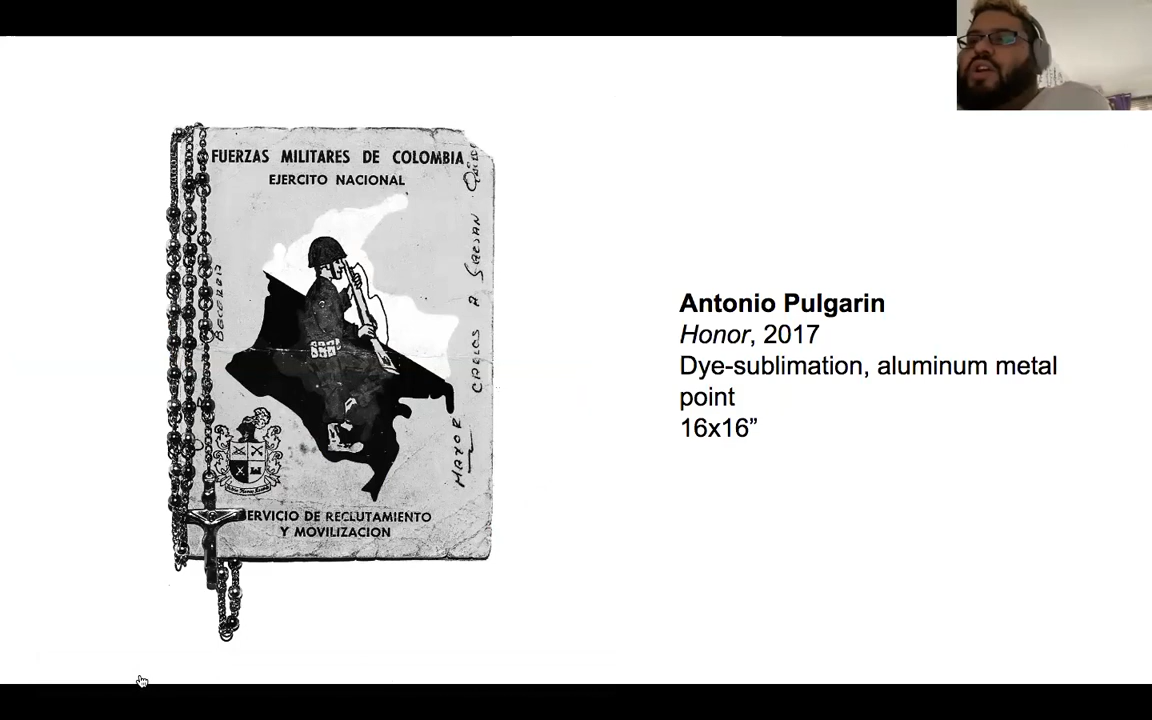 FUERZAS MILITARES DE COLOMBIA
EJERCITO NACIONAL
MAYOR CARLOS A
SERVICIO DE RECLUTAMIENTO
Y MOVILIZACION
Antonio Pulgarin
Honor, 2017
Dye-sublimation, aluminum metal
point
16x16”